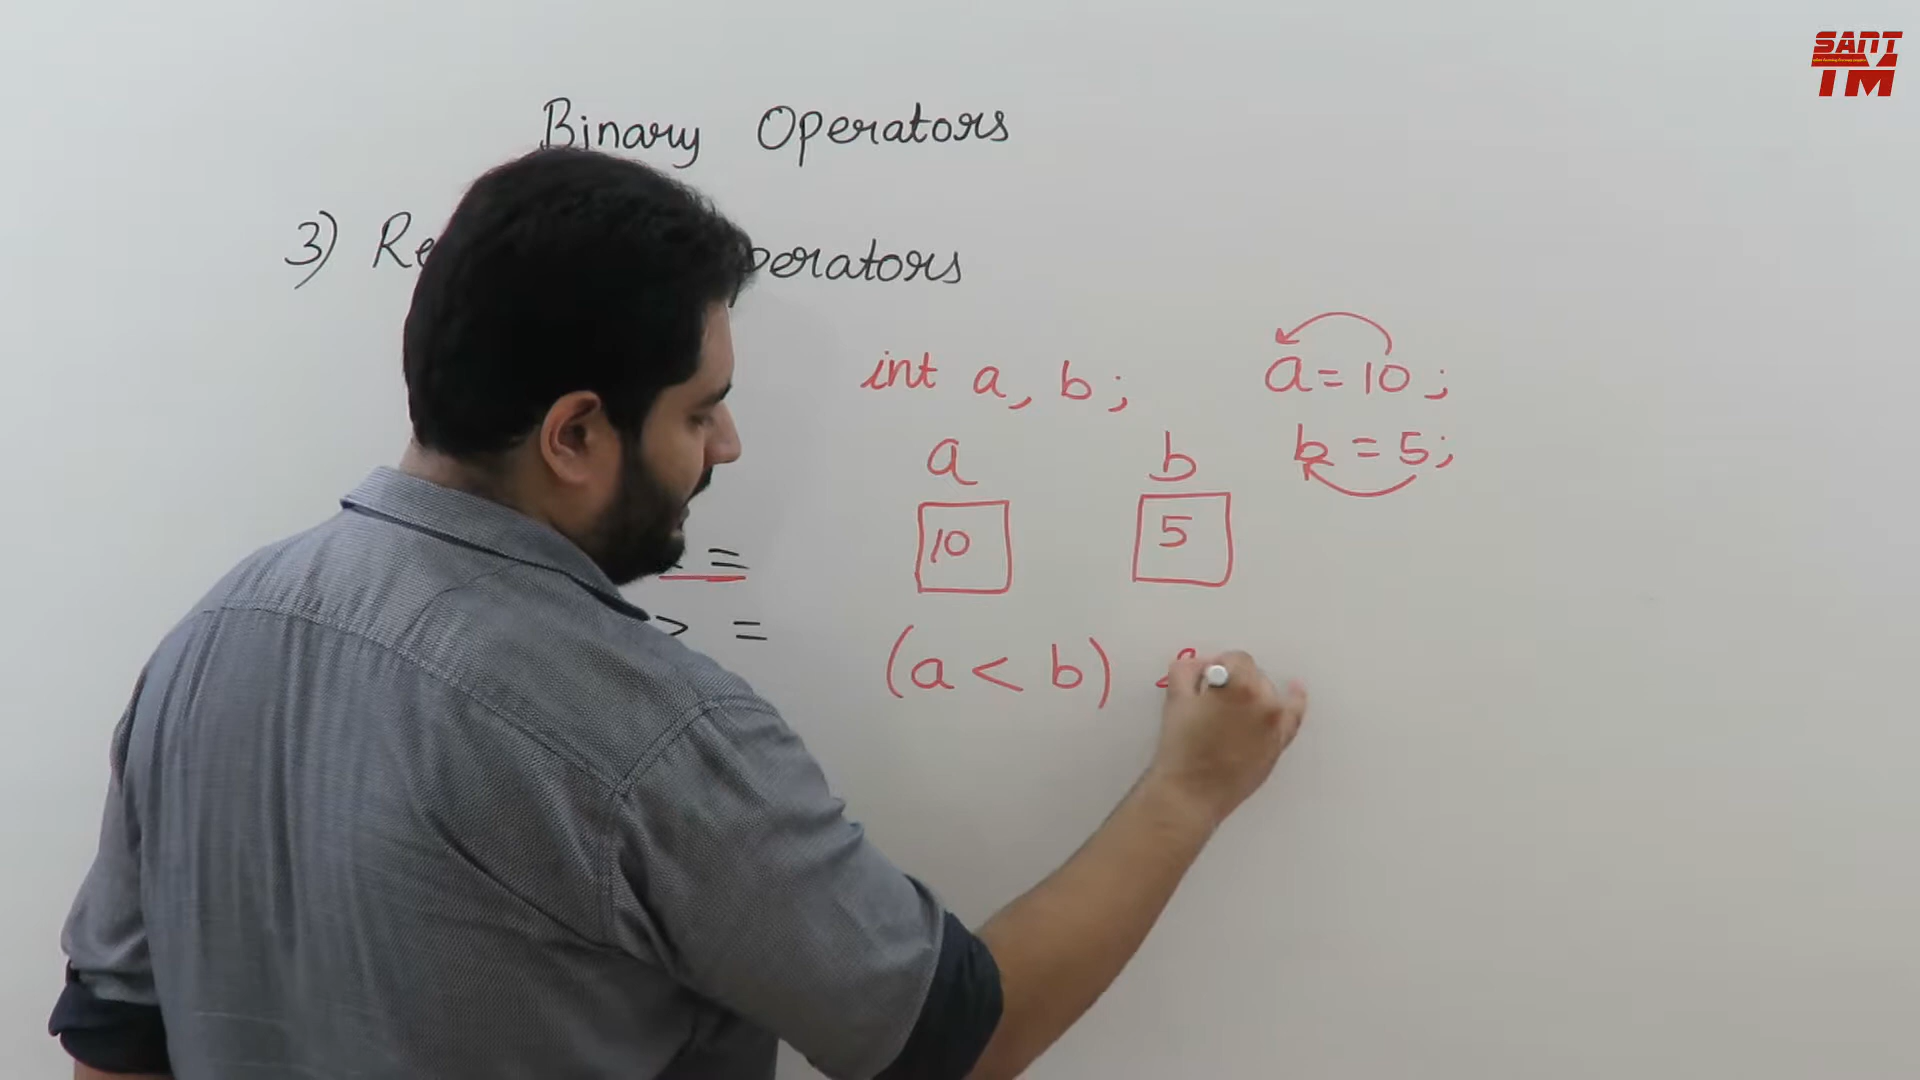 SANT
TM
Binary Operators
3) Re perators
int a, b; a = 10;
a b b = 5;
10 5
< =
> =
(a < b)